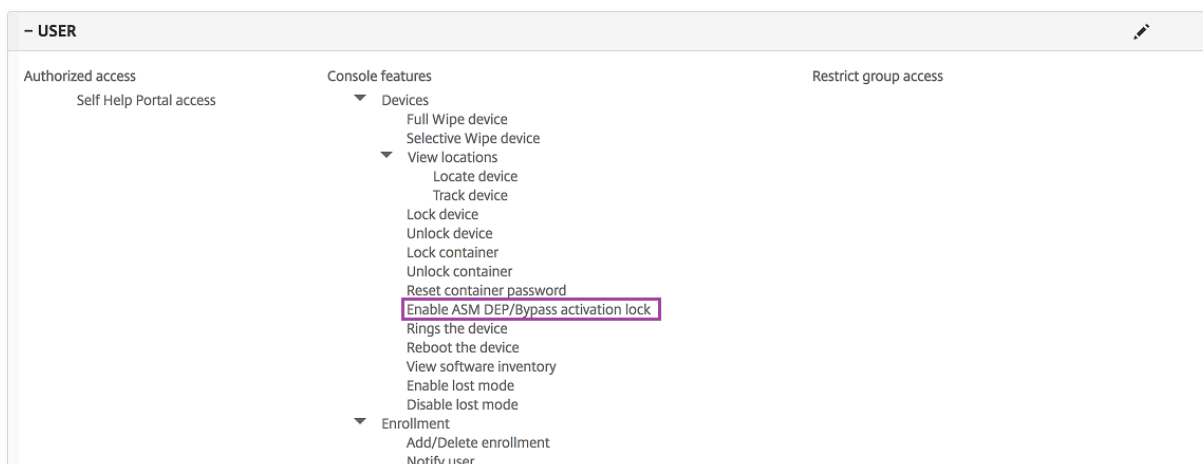 – USER
Authorized access
Self Help Portal access
Console features
Devices
Full Wipe device
Selective Wipe device
View locations
Locate device
Track device
Lock device
Unlock device
Lock container
Unlock container
Reset container password
Enable ASM DEP/Bypass activation lock
Rings the device
Reboot the device
View software inventory
Enable lost mode
Disable lost mode
Enrollment
Add/Delete enrollment
Notify user
Restrict group access